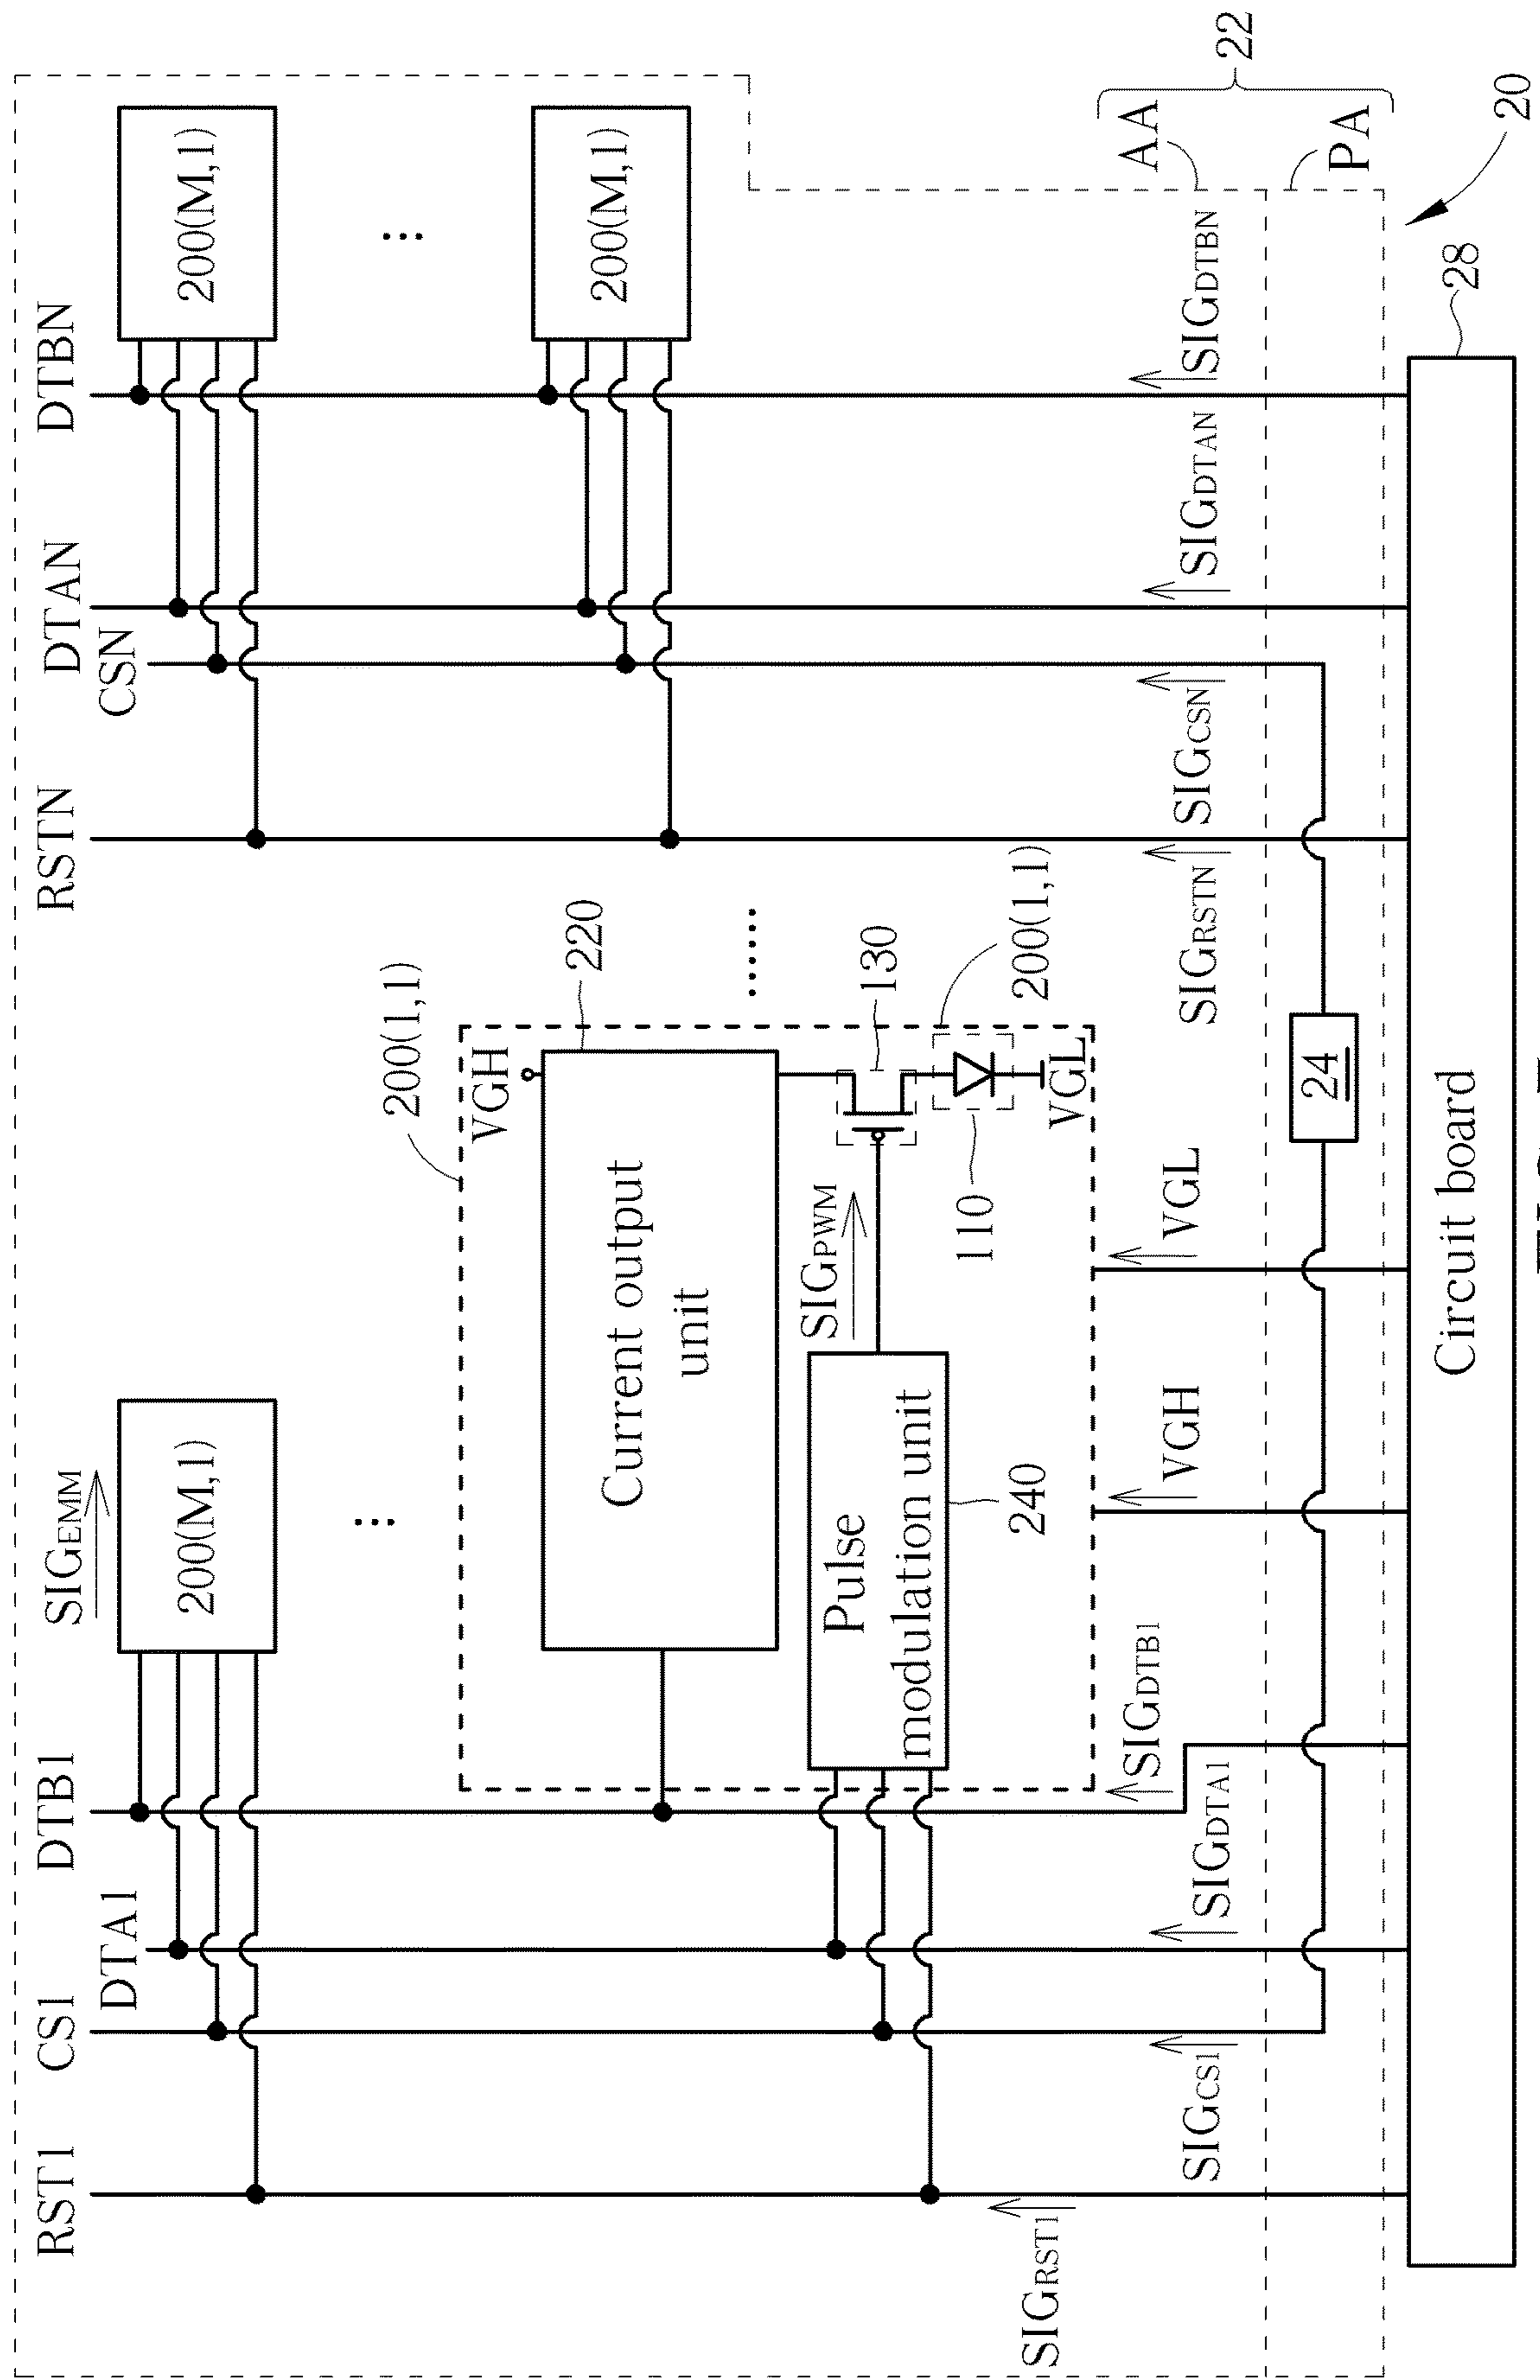 RST1
CS1
DTA1
DTB1
SIGEMM
RSTN
CSN
DTAN
DTBN
200(M,1)
200(M,1)
200(1,1)
VGH
220
Current output
unit
200(M,1)
Pulse
modulation unit
240
SIGPWM
130
110
200(1,1)
VGL
SIGRST1
SIGCS1
SIGDTA1
SIGDTB1
VGH
VGL
SIGRSTN
SIGCSN
SIGDTAN
SIGDTBN
AA
PA
22
24
20
28
Circuit board